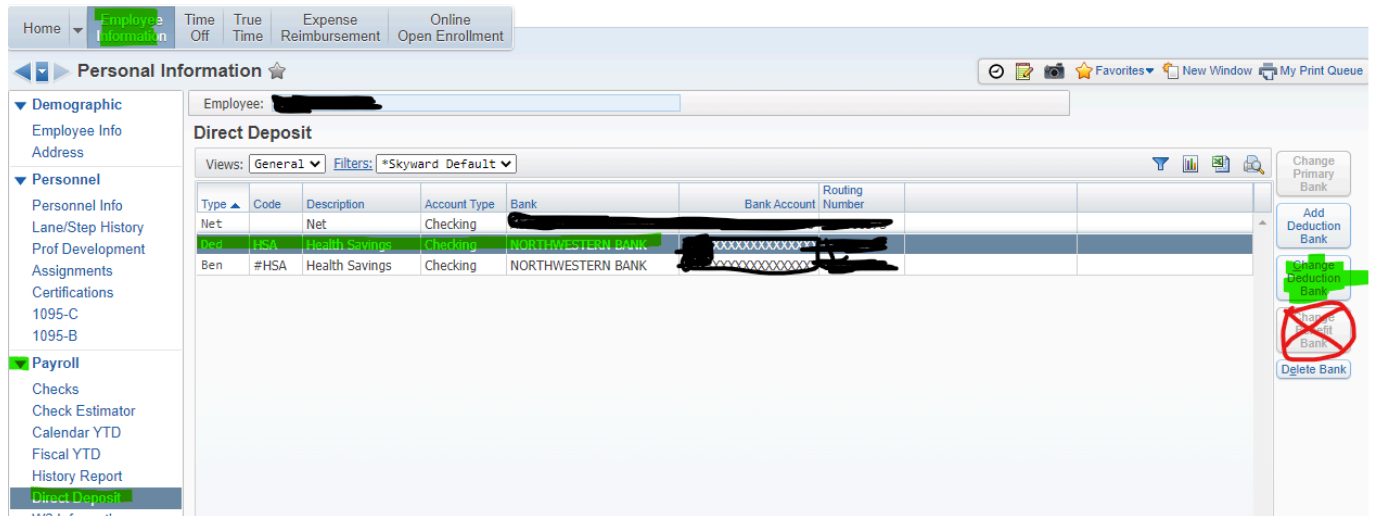 Home Employee Information Time Off True Time Expense Reimbursement Online Open Enrollment
Personal Information
Favorites New Window My Print Queue
Demographic
Employee Info
Address
Personnel
Personnel Info
Lane/Step History
Prof Development
Assignments
Certifications
1095-C
1095-B
Payroll
Checks
Check Estimator
Calendar YTD
Fiscal YTD
History Report
Direct Deposit
Employee:
Direct Deposit
Views: General Filters: *Skyward Default
Type Code Description Account Type Bank Bank Account Routing Number
Net Net Checking
Ded HSA Health Savings Checking NORTHWESTERN BANK
Ben #HSA Health Savings Checking NORTHWESTERN BANK
Change
Primary
Bank
Add
Deduction
Bank
Change
Deduction
Bank
Change
Benefit
Bank
Delete Bank